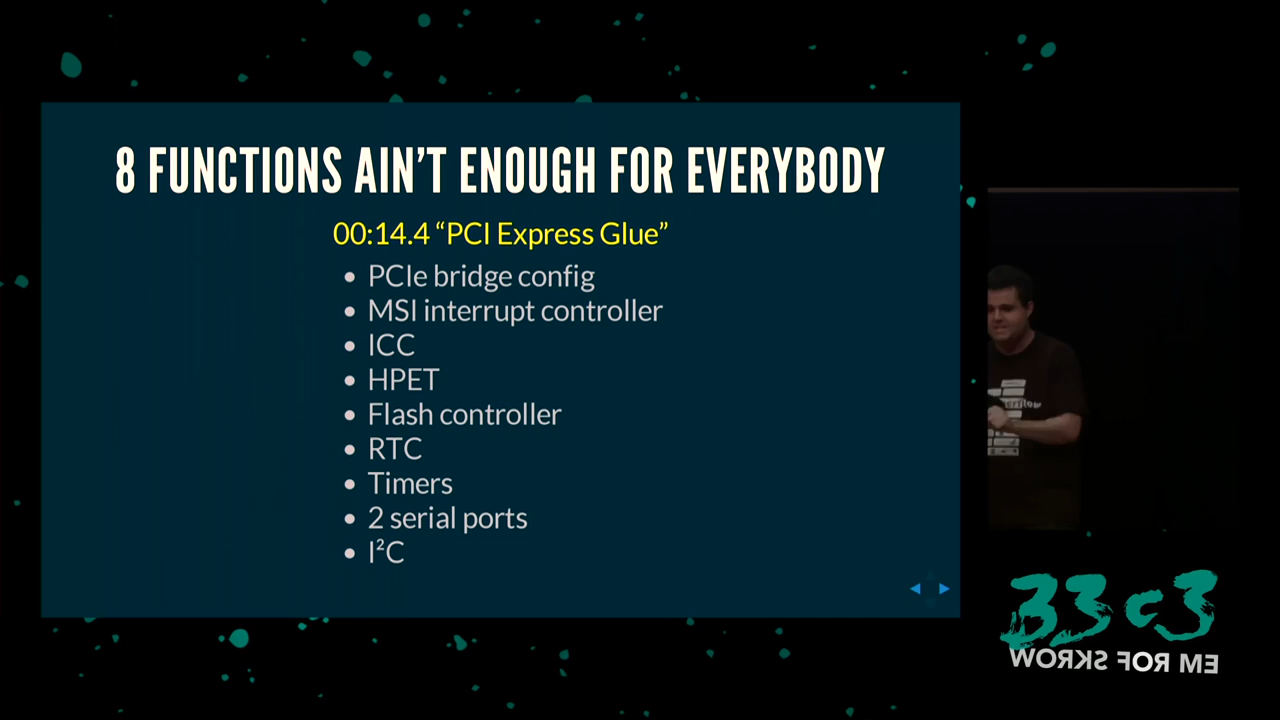 8 FUNCTIONS AIN'T ENOUGH FOR EVERYBODY
00:14.4 “PCI Express Glue”
• PCIe bridge config
• MSI interrupt controller
• ICC
• HPET
• Flash controller
• RTC
• Timers
• 2 serial ports
• I²C
33c3
WORKS FOR ME